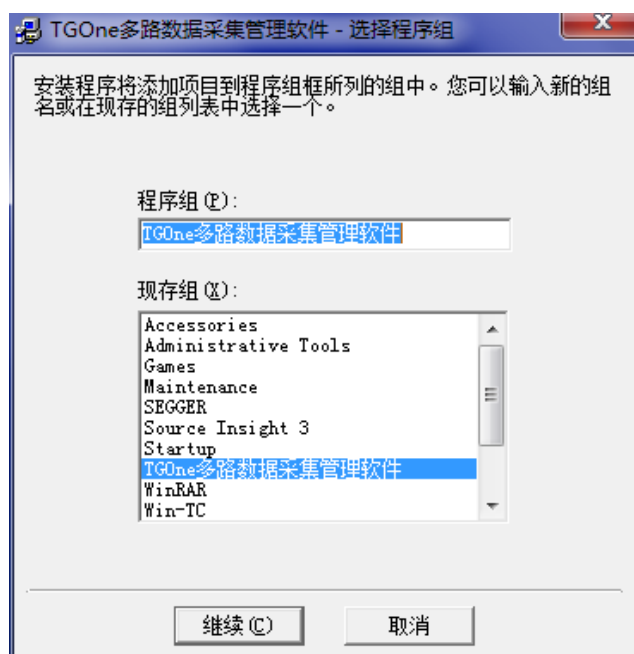 TGOne多路数据采集管理软件 - 选择程序组
安装程序将添加项目到程序组框所列的组中。您可以输入新的组
名或在现存的组列表中选择一个。
程序组(P):
TGOne多路数据采集管理软件
现存组(X):
Accessories
Administrative Tools
Games
Maintenance
SEGGER
Source Insight 3
Startup
TGOne多路数据采集管理软件
WinRAR
Win-TC
继续(C)
取消